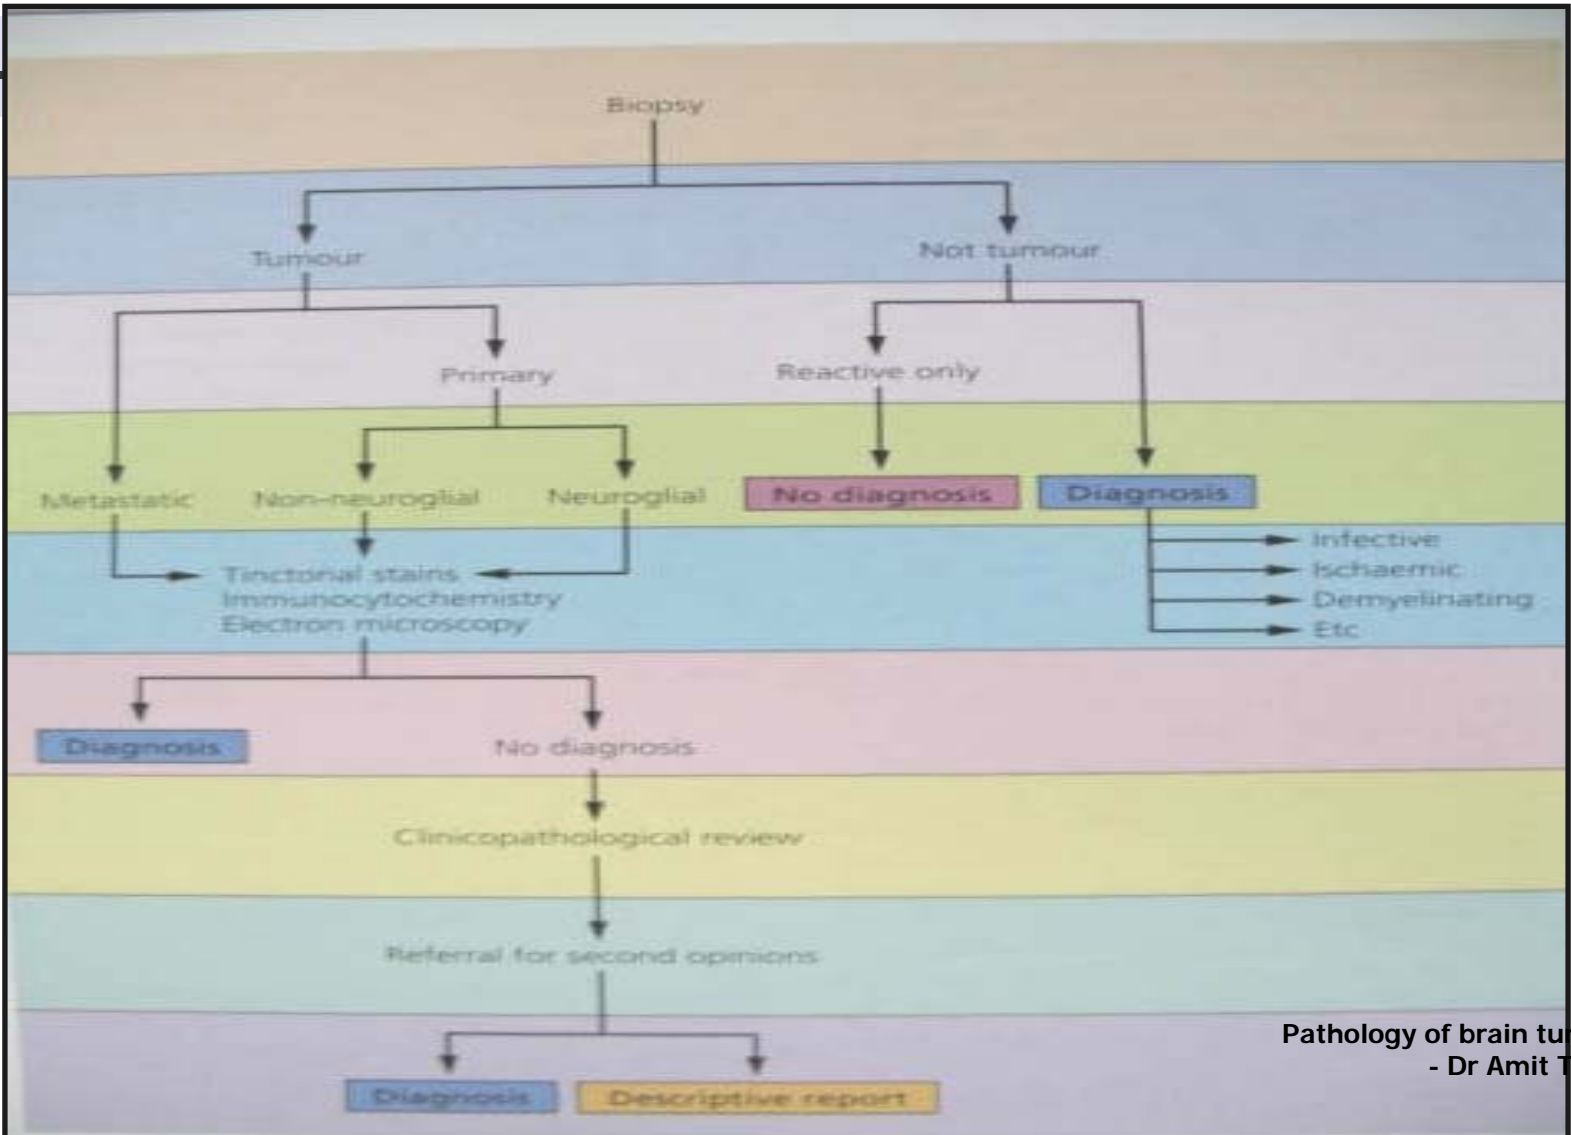 Biopsy
Tumour
Not tumour
Primary
Reactive only
Metastatic
Non-neuroglial
Neuroglial
No diagnosis
Diagnosis
Infective
Ischaemic
Demyelinating
Etc
Tinctorial stains
Immunocytochemistry
Electron microscopy
Diagnosis
No diagnosis
Clinicopathological review
Referral for second opinions
Diagnosis
Descriptive report
Pathology of brain tu
- Dr Amit T